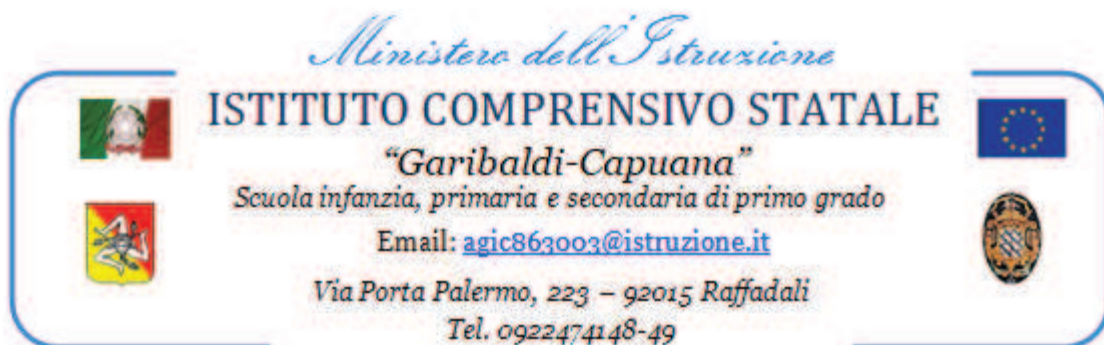 Ministero dell'Istruzione
ISTITUTO COMPRENSIVO STATALE
“Garibaldi-Capuana”
Scuola infanzia, primaria e secondaria di primo grado
Email: agic863003@istruzione.it
Via Porta Palermo, 223 – 92015 Raffadali
Tel. 0922474148-49